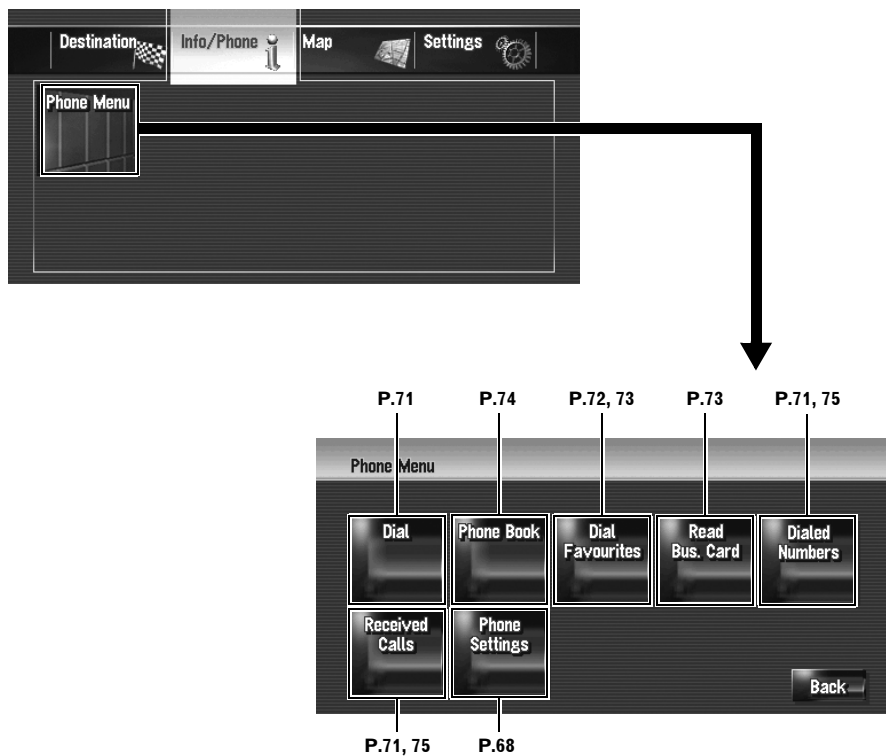 Destination Info/Phone Map Settings
Phone Menu
P.71 P.74 P.72, 73 P.73 P.71, 75
Phone Menu
Dial Phone Book Dial Read Dialed
Favourites Bus. Card Numbers
Received Phone
Calls Settings
Back
P.71, 75 P.68